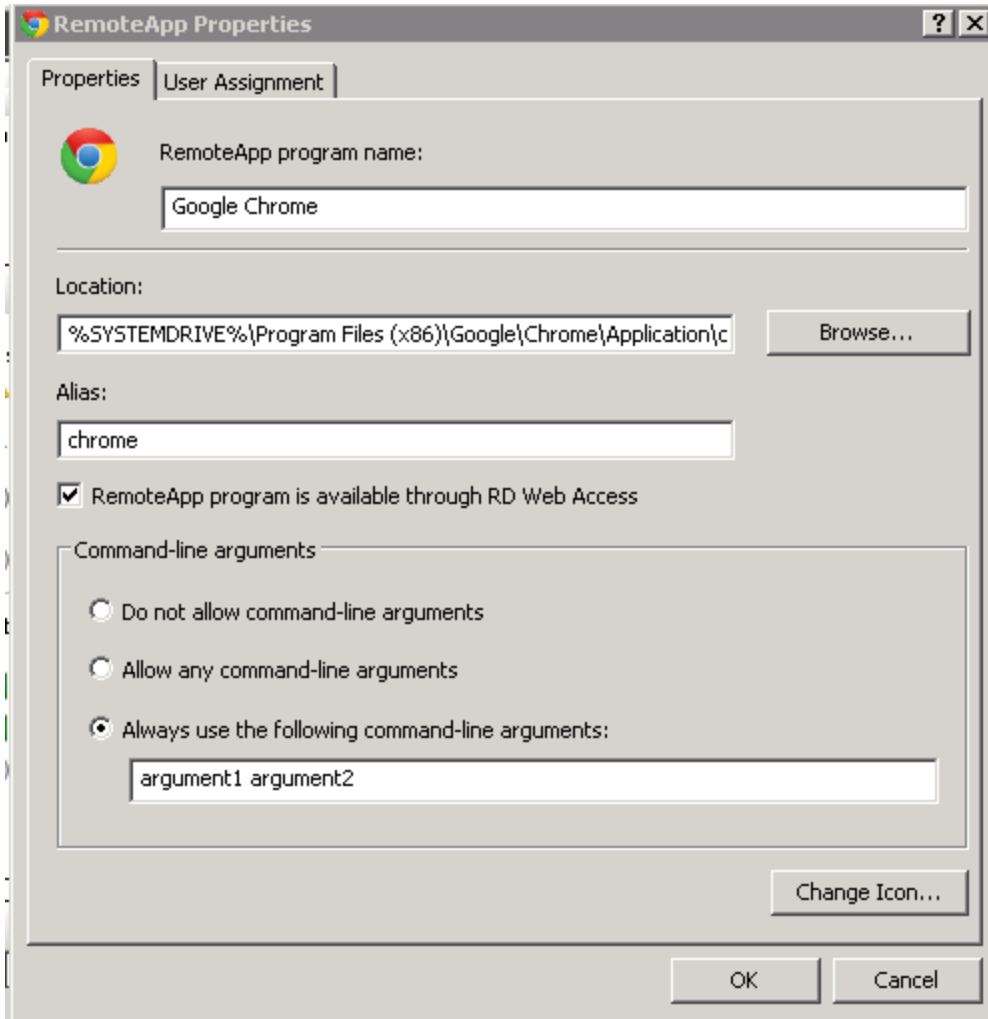 RemoteApp Properties
Properties
User Assignment
RemoteApp program name:
Google Chrome
Location:
%SYSTEMDRIVE%\Program Files (x86)\Google\Chrome\Application\c
Browse...
Alias:
chrome
RemoteApp program is available through RD Web Access
Command-line arguments
Do not allow command-line arguments
Allow any command-line arguments
Always use the following command-line arguments:
argument1 argument2
Change Icon...
OK
Cancel